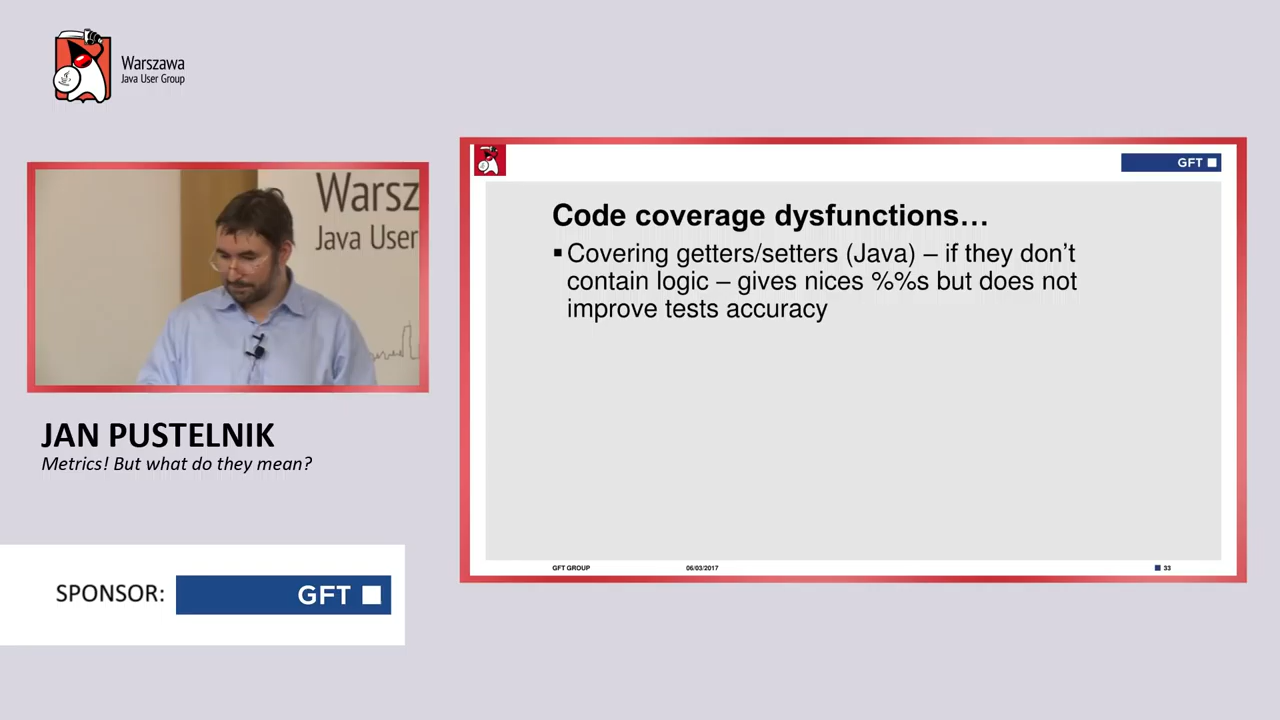 Warszawa
Java User Group
Warsz
Java User
JAN PUSTELNIK
Metrics! But what do they mean?
SPONSOR:
GFT
GFT
Code coverage dysfunctions…
▪Covering getters/setters (Java) – if they don't
contain logic – gives nices %%s but does not
improve tests accuracy
GFT GROUP
06/03/2017
33